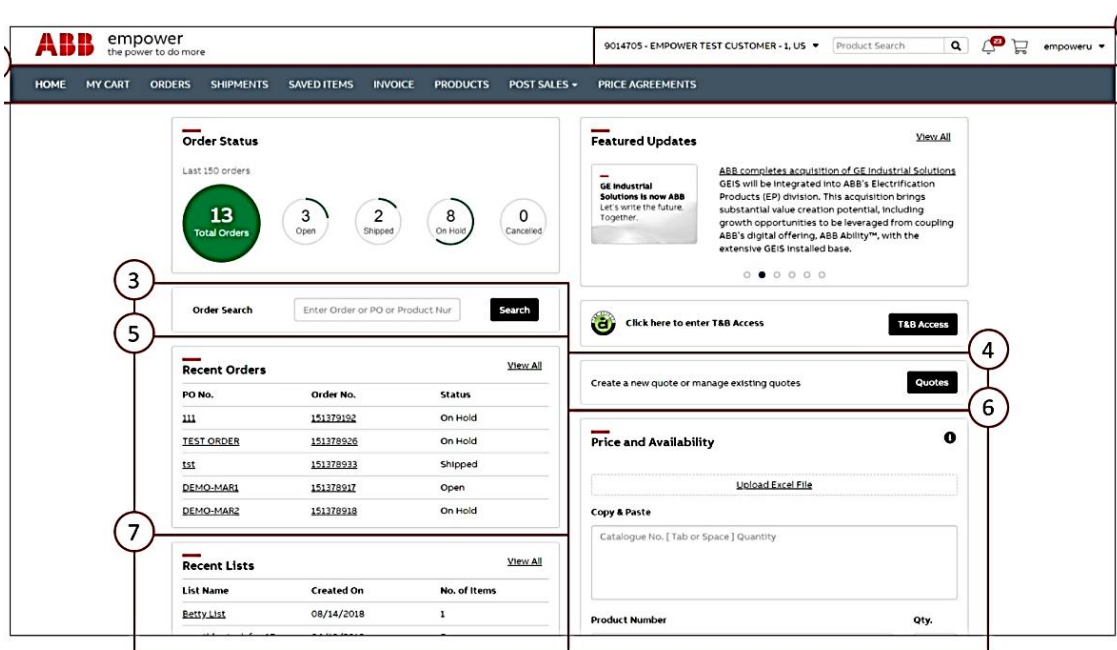 ABB empower
the power to do more
9014705 - EMPOWER TEST CUSTOMER - 1, US
Product Search
23
empoweru
HOME MY CART ORDERS SHIPMENTS SAVED ITEMS INVOICE PRODUCTS POST SALES PRICE AGREEMENTS
Order Status
Last 150 orders
13
Total Orders
3
Open
2
Shipped
8
On Hold
0
Cancelled
Featured Updates
View All
GE Industrial
Solutions is now ABB
Let's write the future.
Together.
ABB completes acquisition of GE Industrial Solutions
GEIS will be integrated into ABB's Electrification
Products (EP) division. This acquisition brings
substantial value creation potential, including
growth opportunities to be leveraged from coupling
ABB's digital offering, ABB Ability™, with the
extensive GEIS installed base.
3
Order Search
Enter Order or PO or Product Nur
Search
Click here to enter T&B Access
T&B Access
4
5
Recent Orders
View All
PO No. Order No. Status
111 151379192 On Hold
TEST ORDER 151378926 On Hold
tst 151378933 Shipped
DEMO-MAR1 151378917 Open
DEMO-MAR2 151378918 On Hold
Create a new quote or manage existing quotes
Quotes
6
Price and Availability
Upload Excel File
Copy & Paste
Catalogue No. [ Tab or Space ] Quantity
Product Number Qty.
7
Recent Lists
View All
List Name Created On No. of Items
Betty List 08/14/2018 1